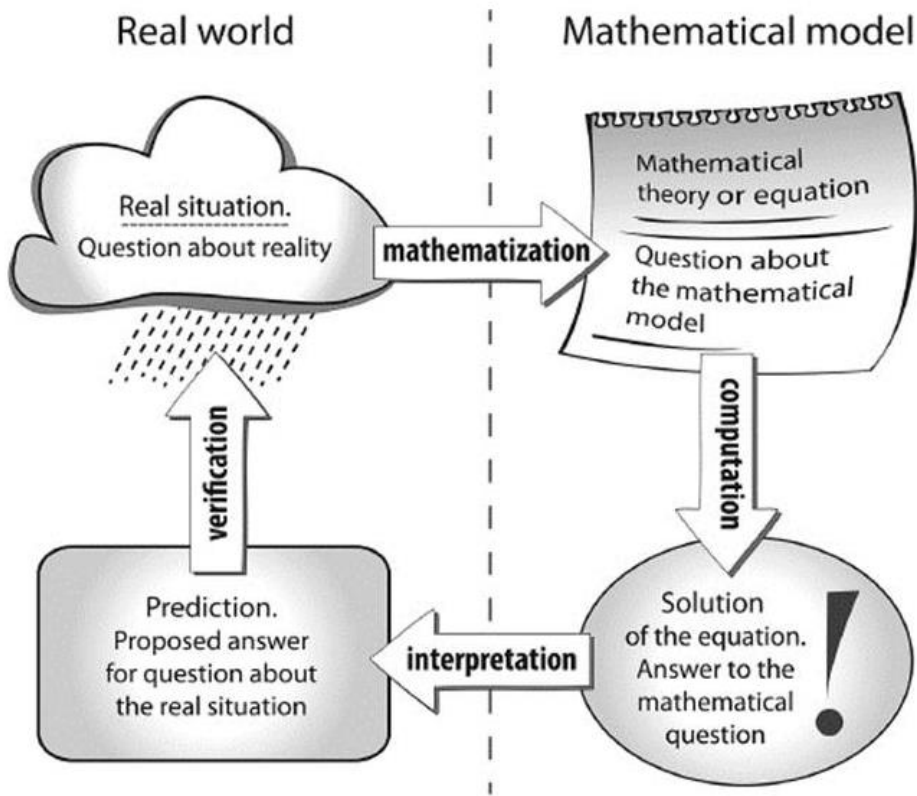 Real world
Mathematical model
Real situation.
Question about reality
mathematization
Mathematical
theory or equation
Question about
the mathematical
model
computation
Solution
of the equation.
Answer to the
mathematical
question
interpretation
Prediction.
Proposed answer
for question about
the real situation
verification